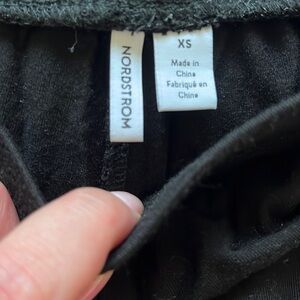 NORDSTROM
XS
Made in
China
Fabriqué en
Chine